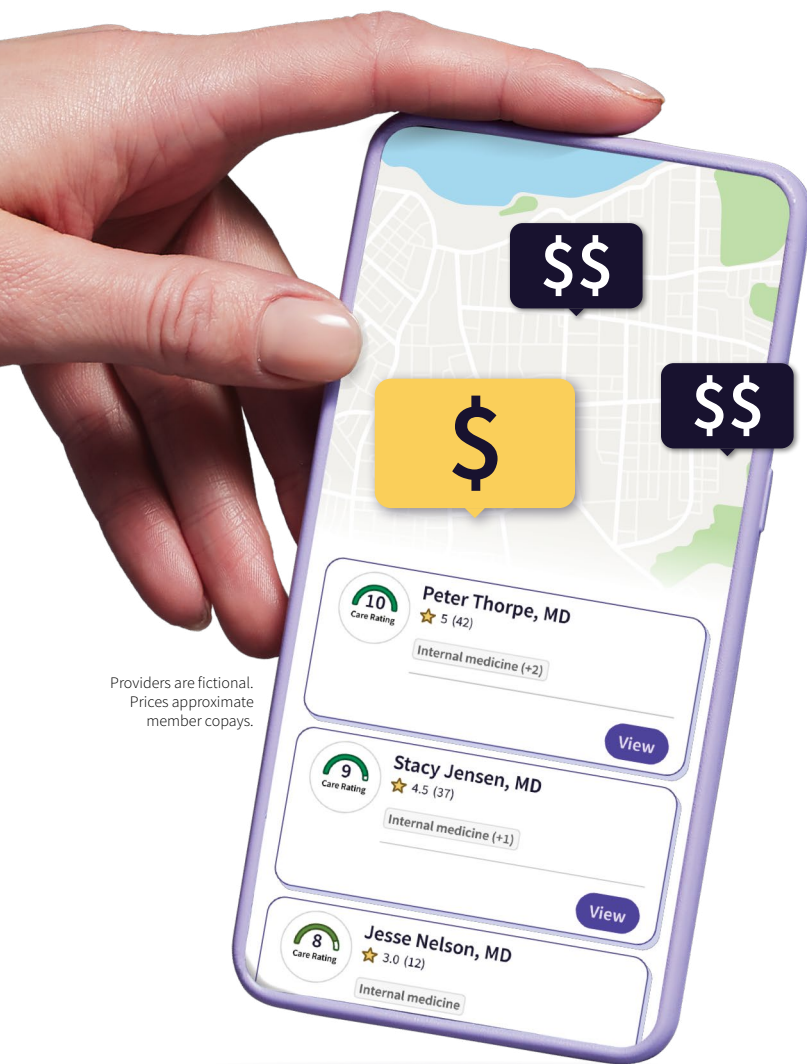 $$
$$
$
10
Care Rating
Peter Thorpe, MD
5 (42)
Internal medicine (+2)
View
Providers are fictional.
Prices approximate
member copays.
9
Care Rating
Stacy Jensen, MD
4.5 (37)
Internal medicine (+1)
View
8
Care Rating
Jesse Nelson, MD
3.0 (12)
Internal medicine